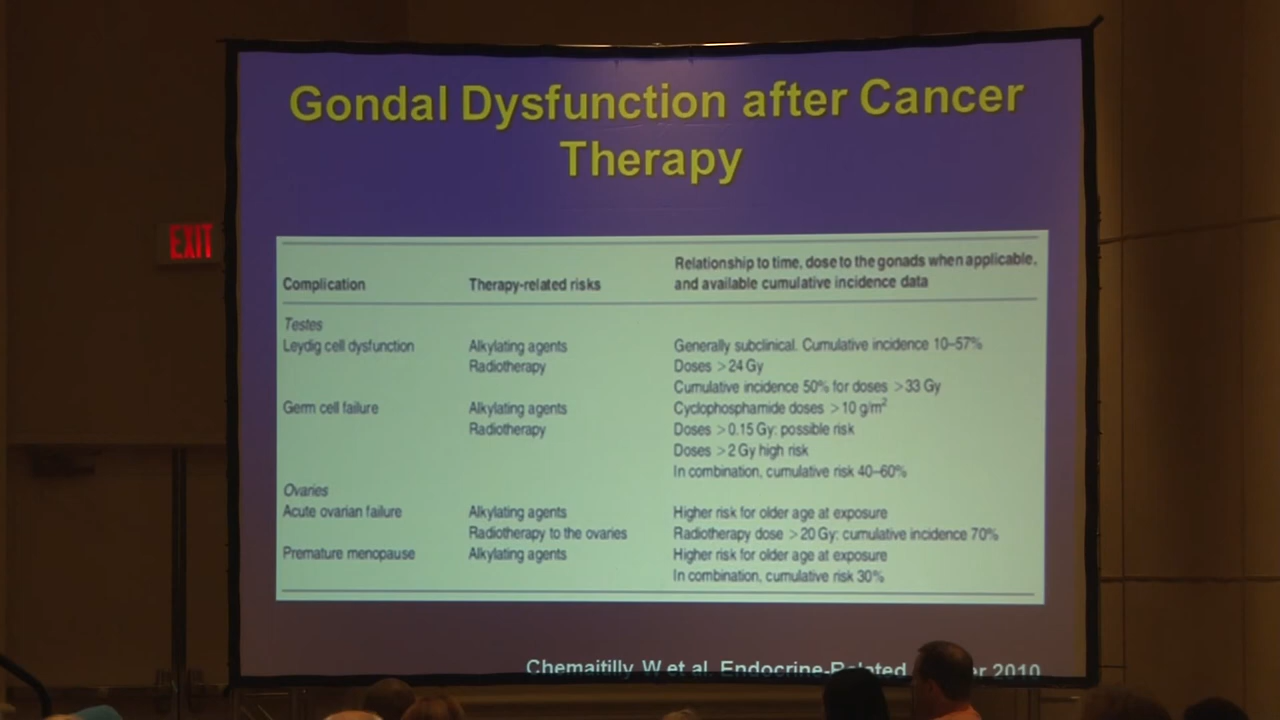 Gondal Dysfunction after Cancer
Therapy
EXIT
Relationship to time, dose to the gonads when applicable,
Complication Therapy-related risks and available cumulative incidence data
Testes
Leydig cell dysfunction Alkylating agents Generally subclinical. Cumulative incidence 10–57%
Radiotherapy Doses >24 Gy
Cumulative incidence 50% for doses >33 Gy
Germ cell failure Alkylating agents Cyclophosphamide doses >10 g/m²
Radiotherapy Doses >0.15 Gy: possible risk
Doses >2 Gy high risk
In combination, cumulative risk 40–60%
Ovaries
Acute ovarian failure Alkylating agents Higher risk for older age at exposure
Radiotherapy to the ovaries Radiotherapy dose >20 Gy: cumulative incidence 70%
Premature menopause Alkylating agents Higher risk for older age at exposure
In combination, cumulative risk 30%
Chemaitilly, W et al. Endocrine-Related 2010